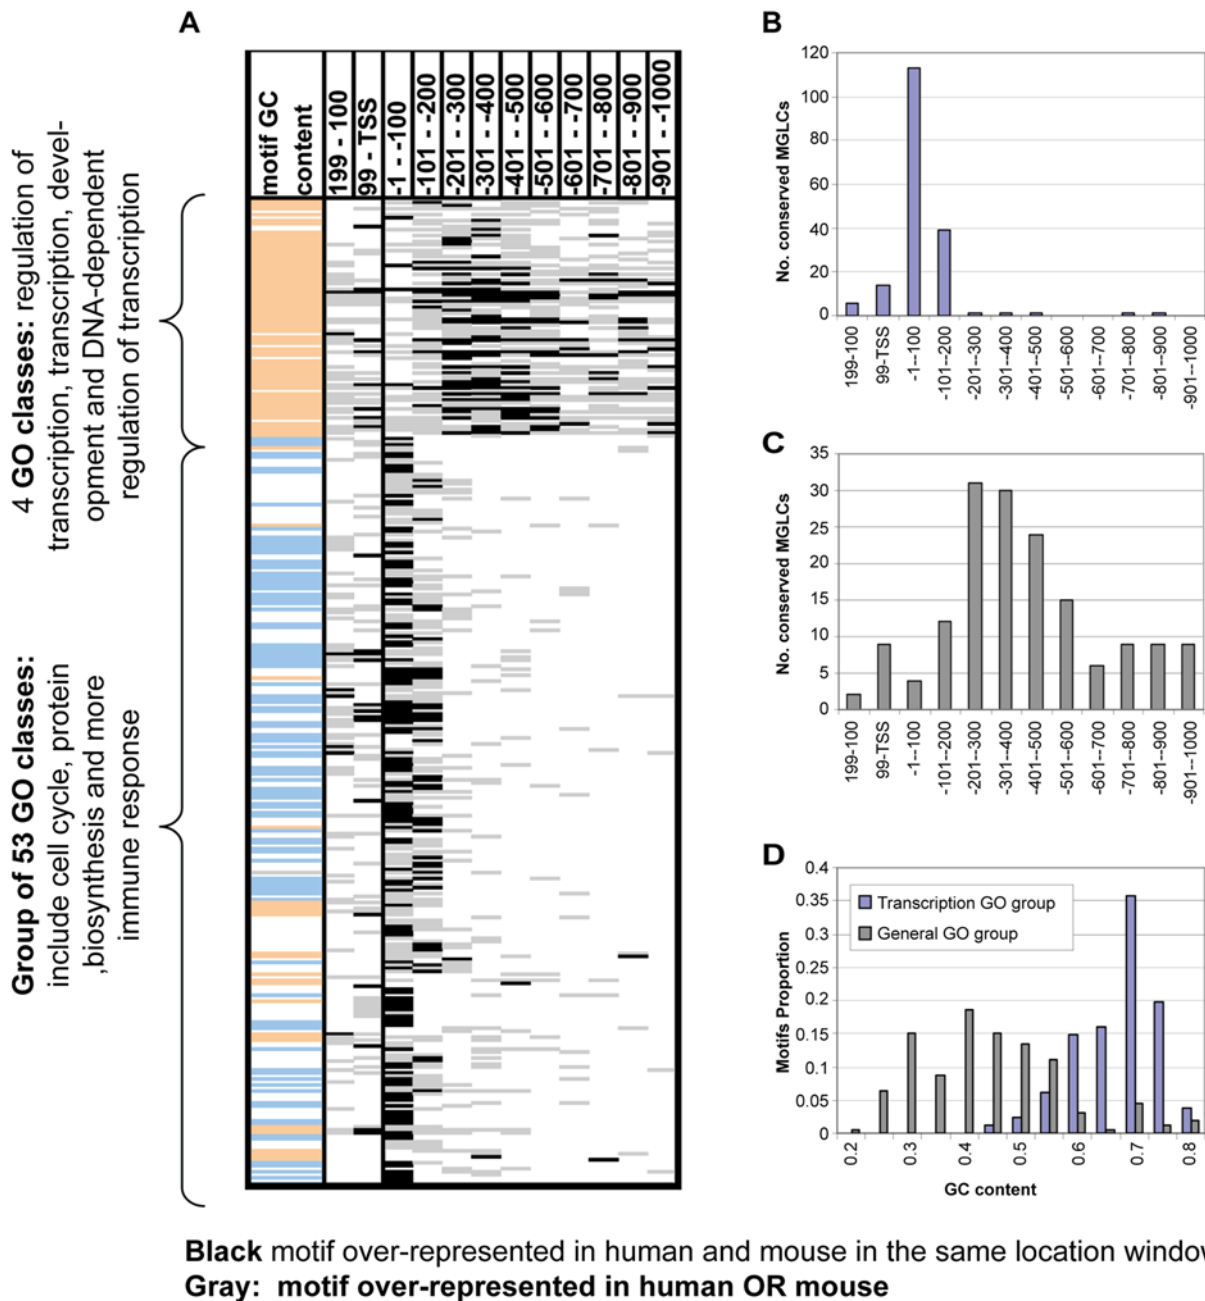 A
motif GC content
199 - 100
99 - TSS
-1 - -100
-101 - -200
-201 - -300
-301 - -400
-401 - -500
-501 - -600
-601 - -700
-701 - -800
-801 - -900
-901 - -1000
4 GO classes: regulation of
transcription, transcription, devel-
opment and DNA-dependent
regulation of transcription
Group of 53 GO classes:
include cell cycle, protein
,biosynthesis and more
immune response
B
No. conserved MGLCs
120
100
80
60
40
20
0
199-100
99-TSS
-1--100
-101--200
-201--300
-301--400
-401--500
-501--600
-601--700
-701--800
-801--900
-901--1000
C
No. conserved MGLCs
35
30
25
20
15
10
5
0
199-100
99-TSS
-1--100
-101--200
-201--300
-301--400
-401--500
-501--600
-601--700
-701--800
-801--900
-901--1000
D
Motifs Proportion
0.4
0.35
0.3
0.25
0.2
0.15
0.1
0.05
0
Transcription GO group
General GO group
0.2
0.3
0.4
0.5
0.6
0.7
0.8
GC content
Black motif over-represented in human and mouse in the same location window
Gray: motif over-represented in human OR mouse